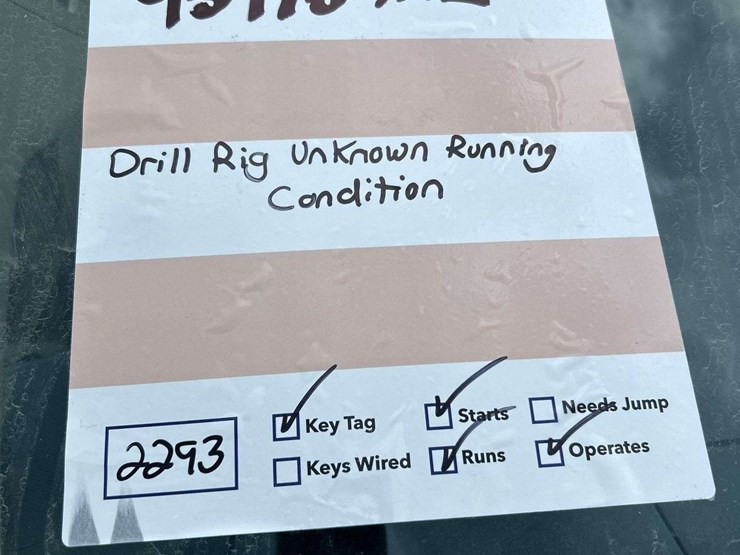 Drill Rig Unknown Running
Condition
2293
Key Tag
Starts
Needs Jump
Keys Wired
Runs
Operates